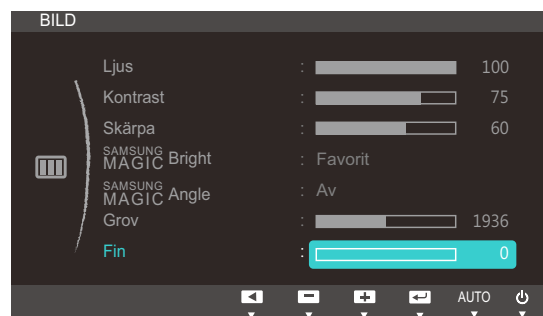 BILD
Ljus : 100
Kontrast : 75
Skärpa : 60
SAMSUNG MAGIC Bright : Favorit
SAMSUNG MAGIC Angle : Av
Grov : 1936
Fin : 0
AUTO